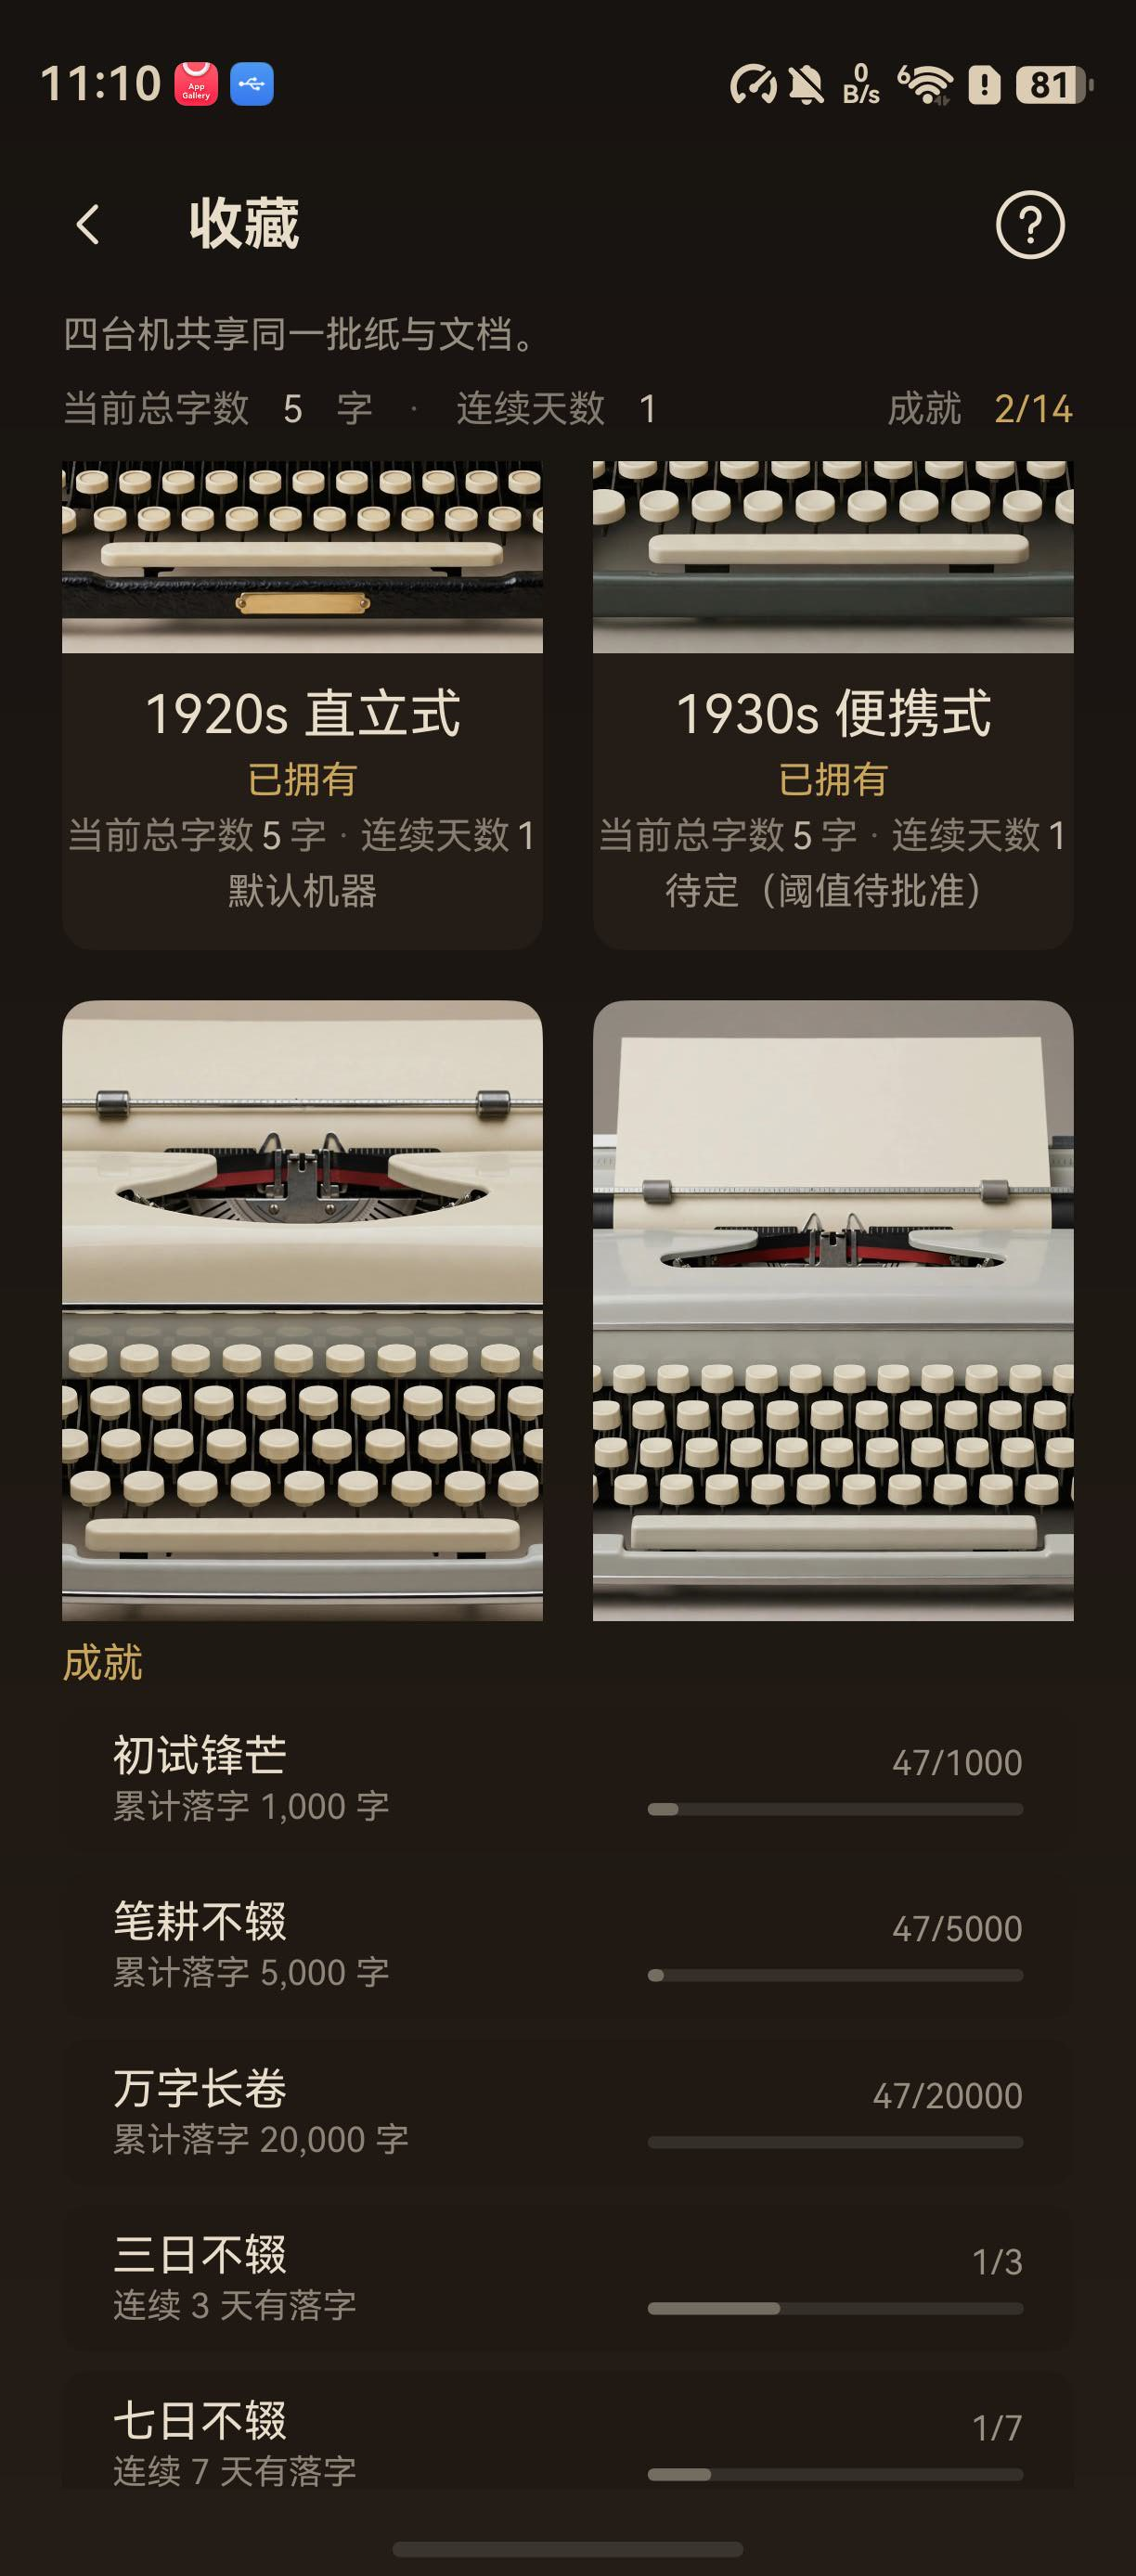 11:10
App
Gallery
0
B/s
6
81
收藏
四台机共享同一批纸与文档。
当前总字数 5 字 · 连续天数 1 成就 2/14
1920s 直立式
已拥有
当前总字数 5 字 · 连续天数 1
默认机器
1930s 便携式
已拥有
当前总字数 5 字 · 连续天数 1
待定（阈值待批准）
成就
初试锋芒
47/1000
累计落字 1,000 字
笔耕不辍
47/5000
累计落字 5,000 字
万字长卷
47/20000
累计落字 20,000 字
三日不辍
1/3
连续 3 天有落字
七日不辍
1/7
连续 7 天有落字